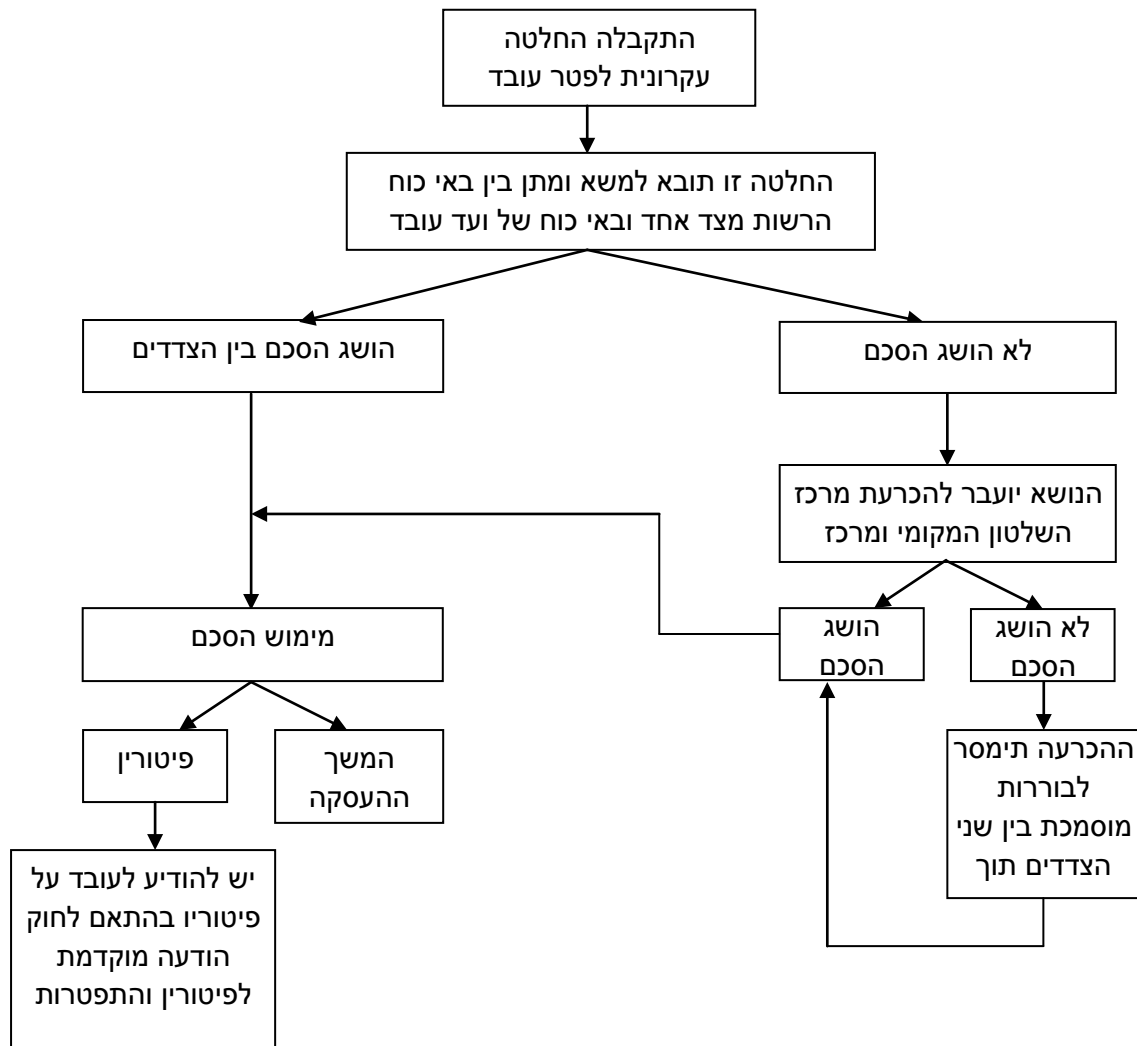 התקבלה החלטה
עקרונית לפטר עובד
החלטה זו תובא למשא ומתן בין באי כוח
הרשות מצד אחד ובאי כוח של ועד עובד
לא הושג הסכם
הושג הסכם בין הצדדים
הנושא יועבר להכרעת מרכז
השלטון המקומי ומרכז
לא הושג
הסכם
הושג
הסכם
מימוש הסכם
ההכרעה תימסר
לבוררות
מוסמכת בין שני
הצדדים תוך
המשך
ההעסקה
פיטורין
יש להודיע לעובד על
פיטוריו בהתאם לחוק
הודעה מוקדמת
לפיטורין והתפטרות